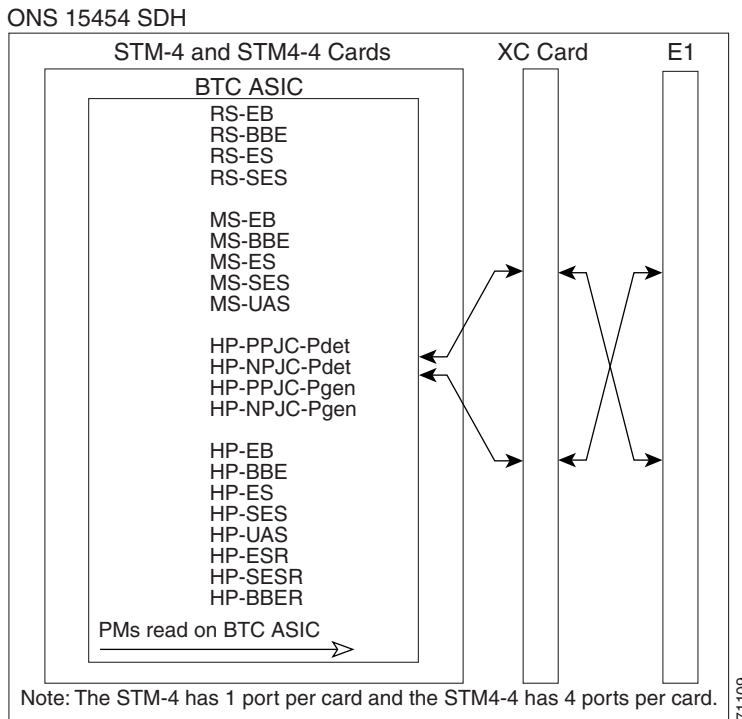 ONS 15454 SDH
STM-4 and STM4-4 Cards
XC Card
E1
BTC ASIC
RS-EB
RS-BBE
RS-ES
RS-SES
MS-EB
MS-BBE
MS-ES
MS-SES
MS-UAS
HP-PPJC-Pdet
HP-NPJC-Pdet
HP-PPJC-Pgen
HP-NPJC-Pgen
HP-EB
HP-BBE
HP-ES
HP-SES
HP-UAS
HP-ESR
HP-SESR
HP-BBER
PMs read on BTC ASIC
Note: The STM-4 has 1 port per card and the STM4-4 has 4 ports per card.
71109